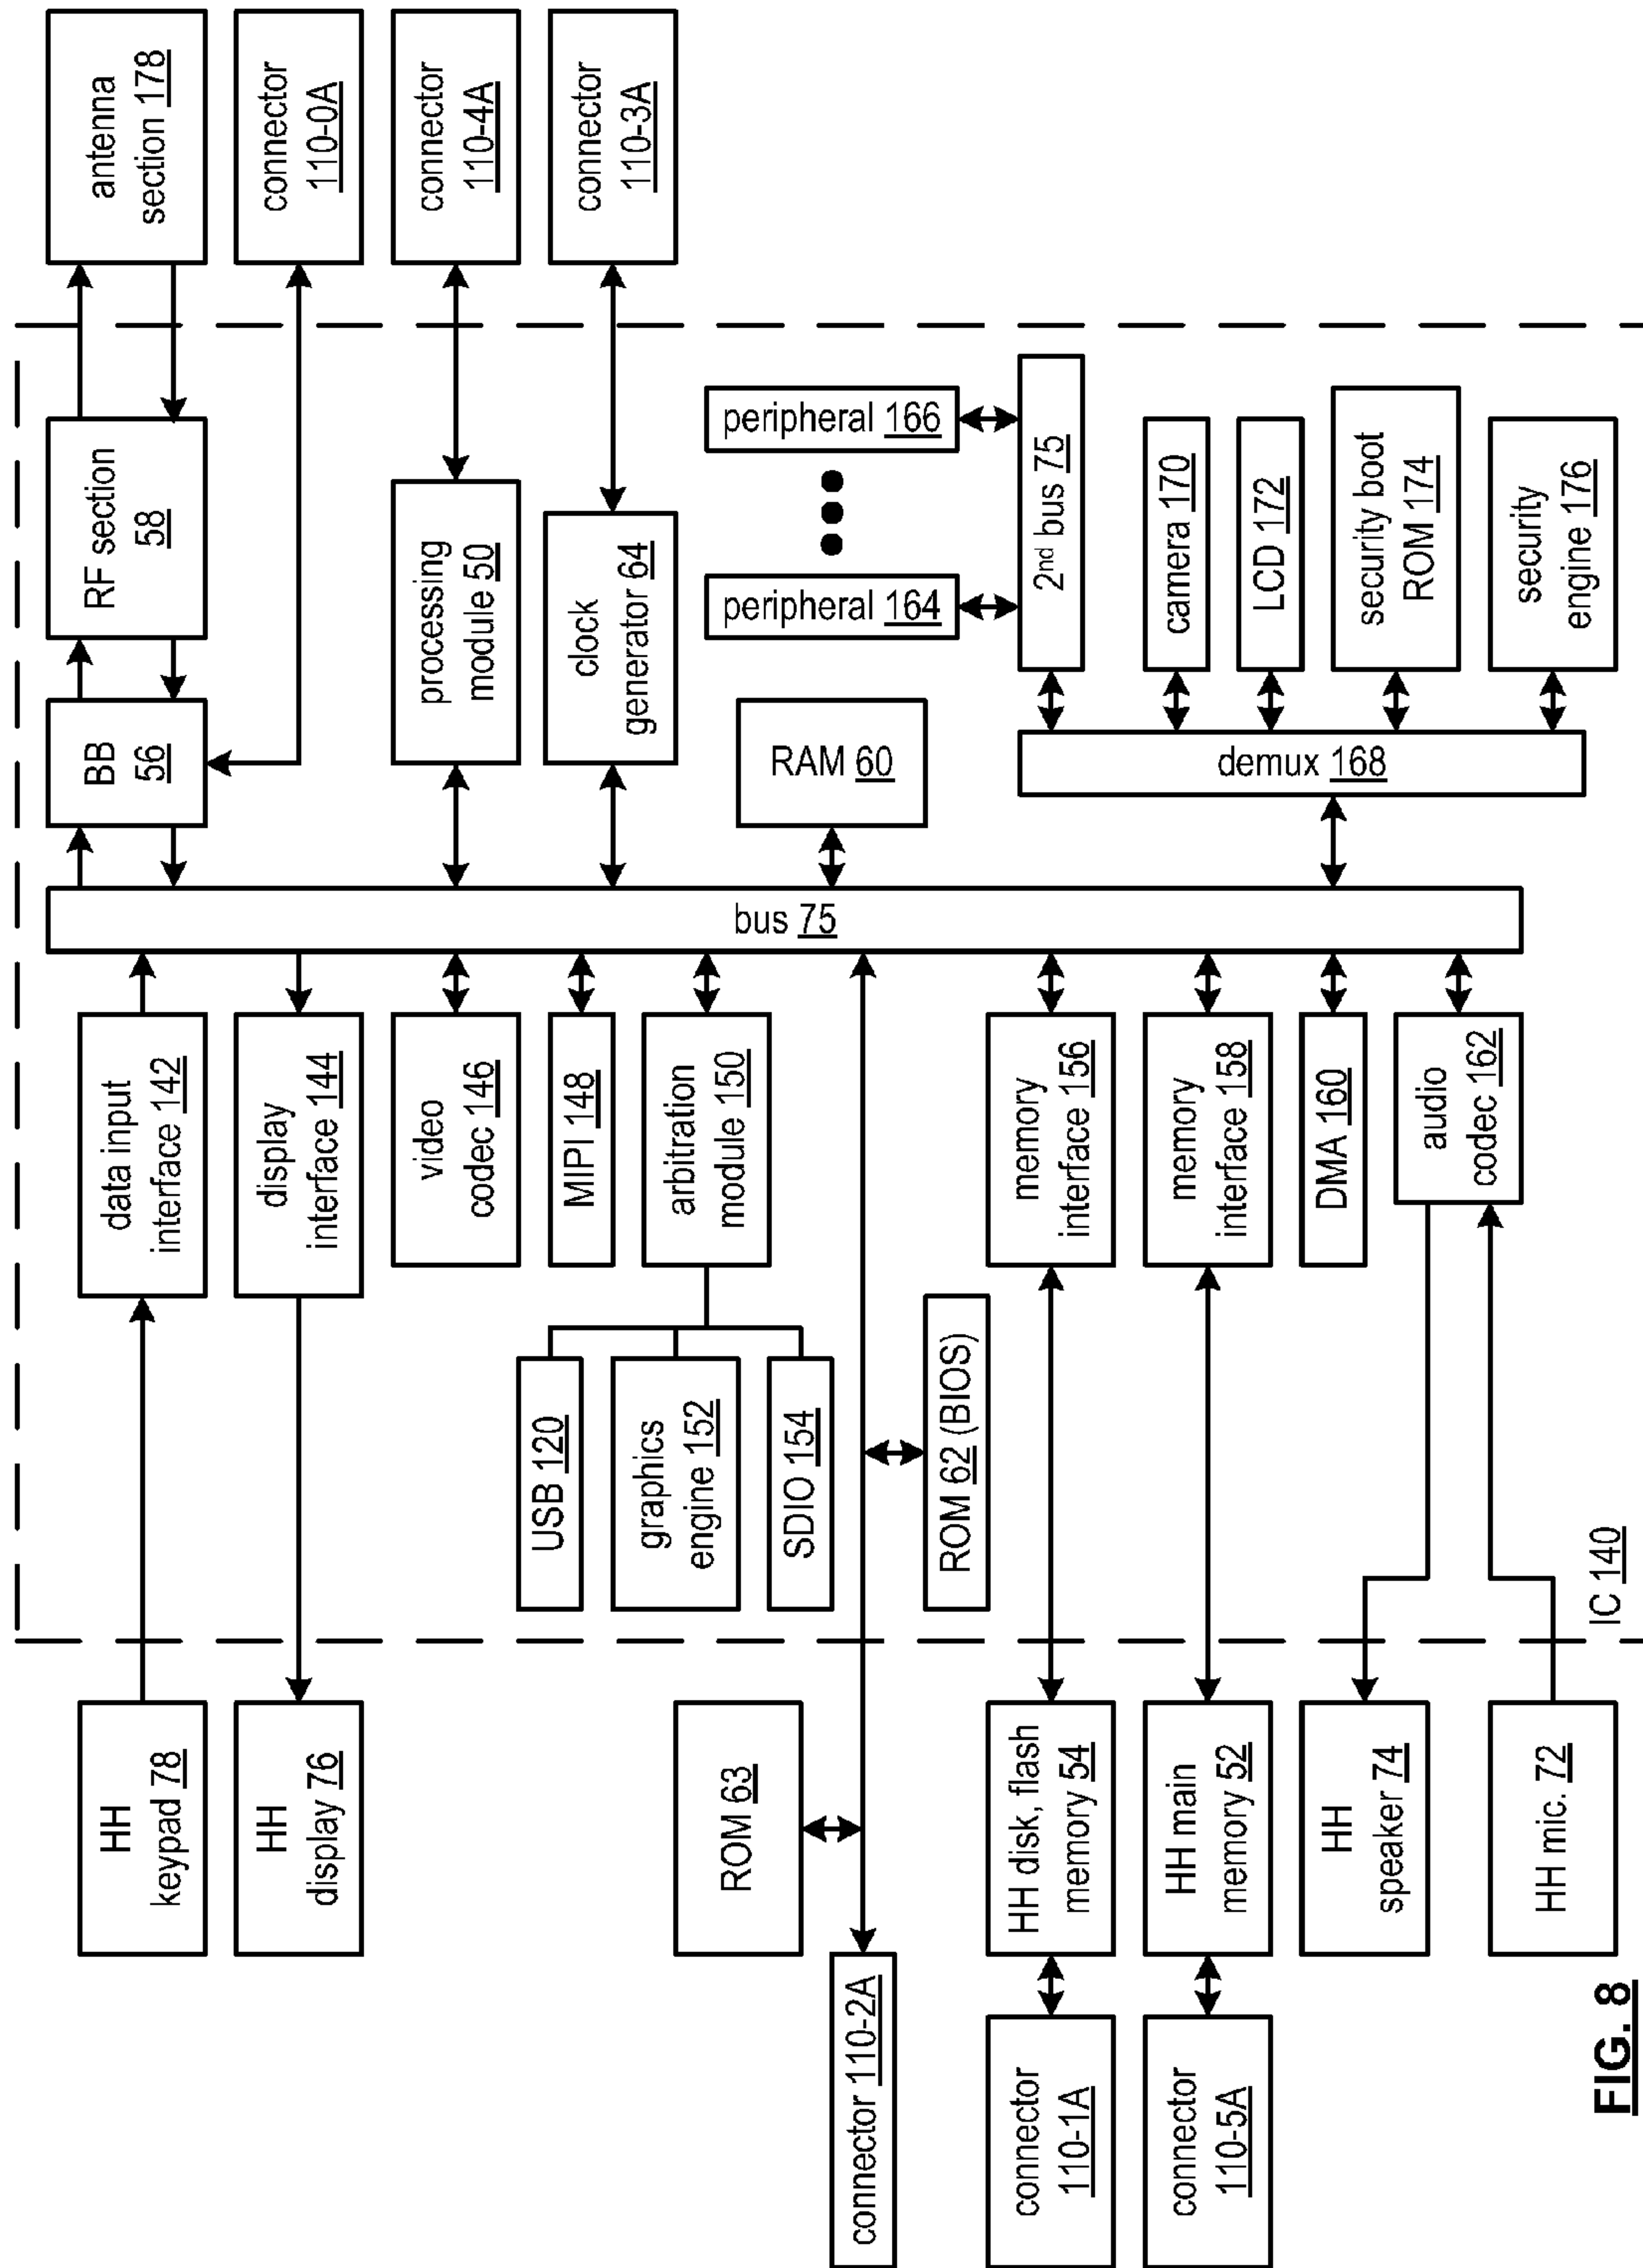 HH
keypad 78
HH
display 76
ROM 63
connector 110-2A
connector
110-1A
HH disk, flash
memory 54
connector
110-5A
HH main
memory 52
HH
speaker 74
HH mic. 72
data input
interface 142
display
interface 144
video
codec 146
MIPI 148
arbitration
module 150
USB 120
graphics
engine 152
SDIO 154
ROM 62 (BIOS)
memory
interface 156
memory
interface 158
DMA 160
audio
codec 162
IC 140
bus 75
BB
56
RF section
58
processing
module 50
clock
generator 64
RAM 60
peripheral 164
peripheral 166
2nd bus 75
demux 168
camera 170
LCD 172
security boot
ROM 174
security
engine 176
antenna
section 178
connector
110-0A
connector
110-4A
connector
110-3A
FIG. 8